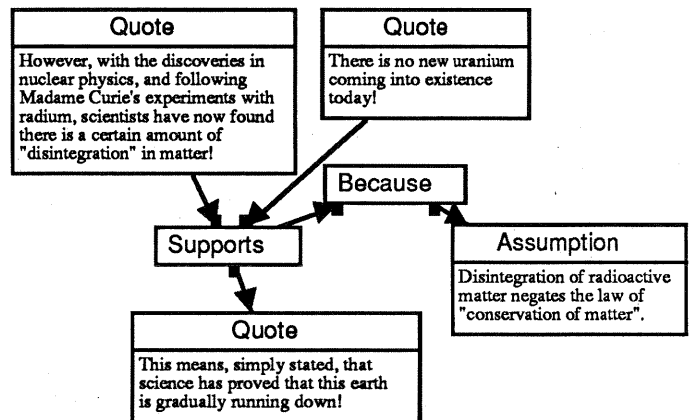 Quote
However, with the discoveries in
nuclear physics, and following
Madame Curie's experiments with
radium, scientists have now found
there is a certain amount of
"disintegration" in matter!
Quote
There is no new uranium
coming into existence
today!
Because
Supports
Assumption
Disintegration of radioactive
matter negates the law of
"conservation of matter".
Quote
This means, simply stated, that
science has proved that this earth
is gradually running down!